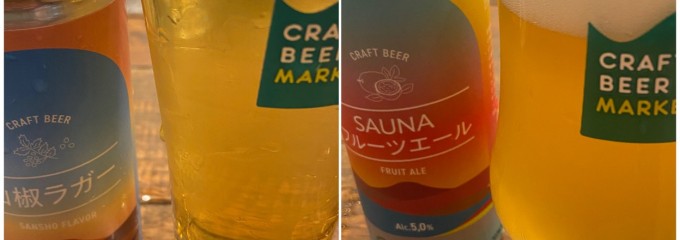 CRAFT BEER
椒ラガー
SANSHO FLAVOR
CRA
BEE
MARK
CRAFT BEER
SAUNA
フルーツエール
FRUIT ALE
Alc.5.0%
CRAF
BEER
MARKE